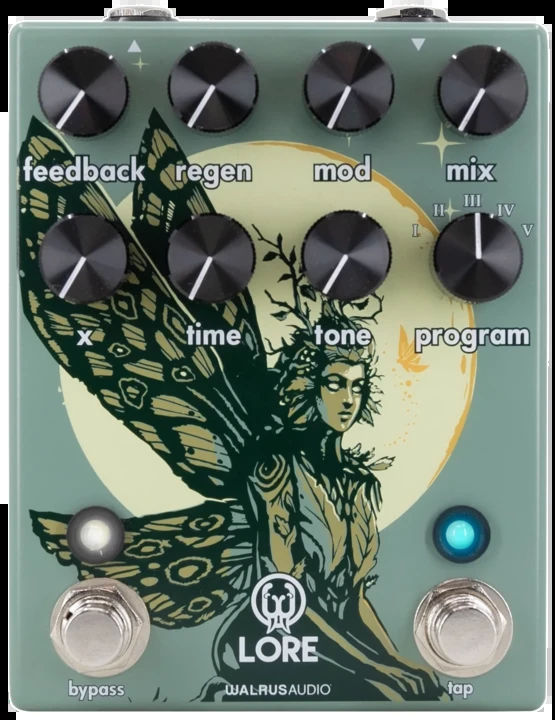 feedback regen mod mix
I II III IV V
x time tone program
LORE
bypass WALRUSAUDIO tap